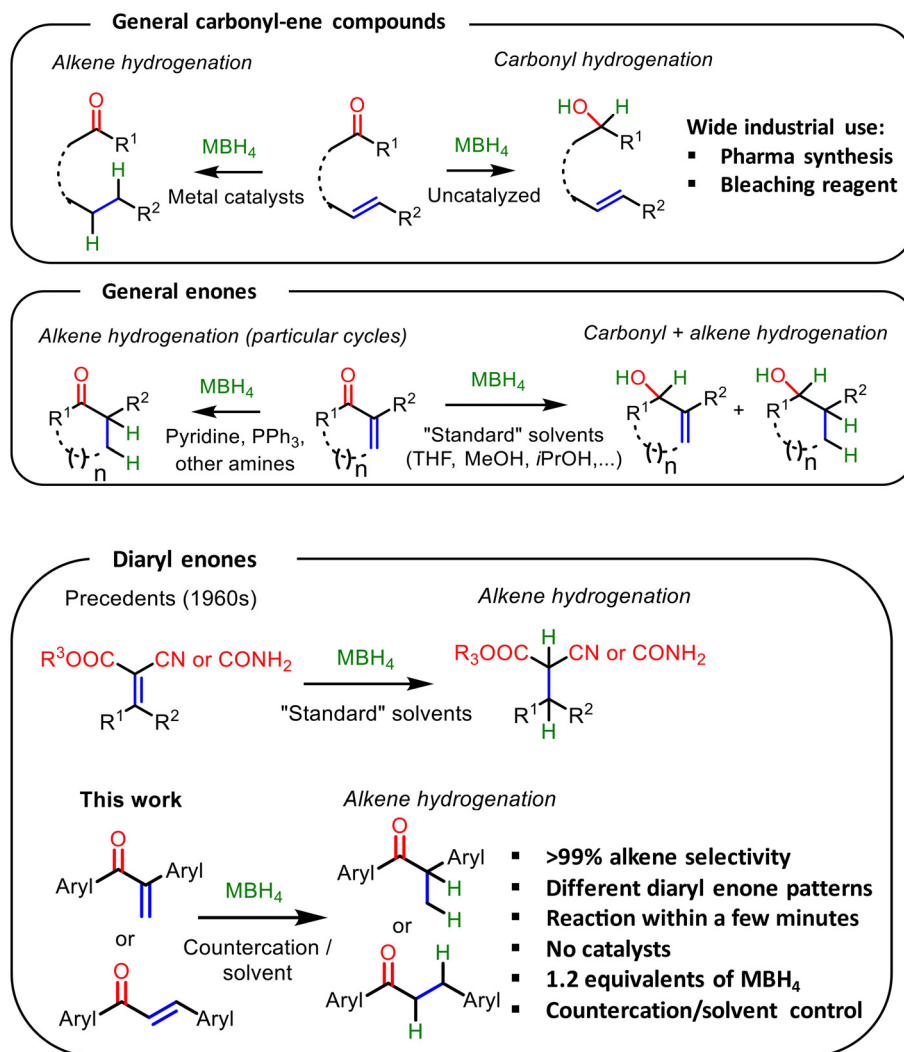 General carbonyl-ene compounds
Alkene hydrogenation
Carbonyl hydrogenation
O
R¹
H
R²
H
MBH₄
Metal catalysts
O
R¹
R²
MBH₄
Uncatalyzed
HO H
R¹
R²
Wide industrial use:
▪ Pharma synthesis
▪ Bleaching reagent
General enones
Alkene hydrogenation (particular cycles)
Carbonyl + alkene hydrogenation
O
R¹ R²
H
H
( )n
MBH₄
Pyridine, PPh₃,
other amines
O
R¹ R²
( )n
MBH₄
"Standard" solvents
(THF, MeOH, iPrOH,...)
HO H
R¹ R²
( )n
+
HO H
R¹ R²
H
H
( )n
Diaryl enones
Precedents (1960s)
Alkene hydrogenation
R³OOC CN or CONH₂
R¹ R²
MBH₄
"Standard" solvents
H
R₃OOC CN or CONH₂
R¹ R²
H
This work
Alkene hydrogenation
O
Aryl Aryl
or
O
Aryl Aryl
MBH₄
Countercation /
solvent
O
Aryl Aryl
H
H
or
O H
Aryl Aryl
H
▪ >99% alkene selectivity
▪ Different diaryl enone patterns
▪ Reaction within a few minutes
▪ No catalysts
▪ 1.2 equivalents of MBH₄
▪ Countercation/solvent control